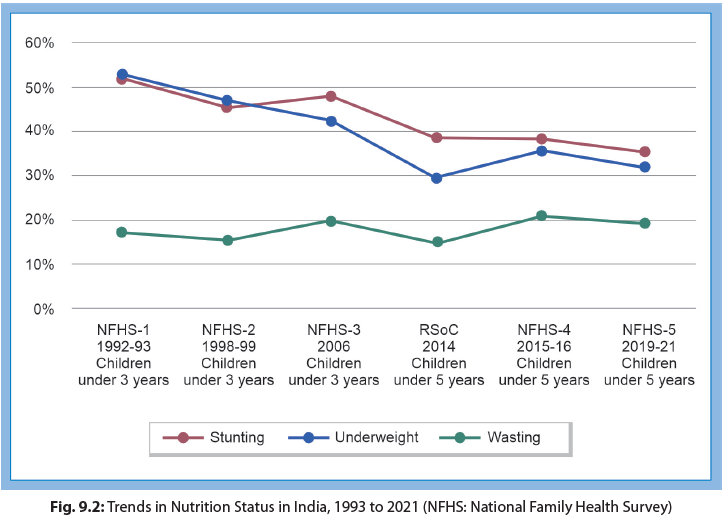 60%
50%
40%
30%
20%
10%
0%
NFHS-1
1992-93
Children
under 3 years
NFHS-2
1998-99
Children
under 3 years
NFHS-3
2006
Children
under 3 years
RSoC
2014
Children
under 5 years
NFHS-4
2015-16
Children
under 5 years
NFHS-5
2019-21
Children
under 5 years
Stunting Underweight Wasting
Fig. 9.2: Trends in Nutrition Status in India, 1993 to 2021 (NFHS: National Family Health Survey)